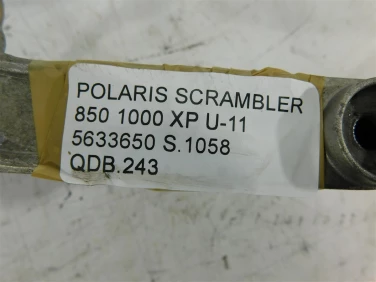 POLARIS SCRAMBLER
850 1000 XP U-11
5633650 S.1058
QDB.243